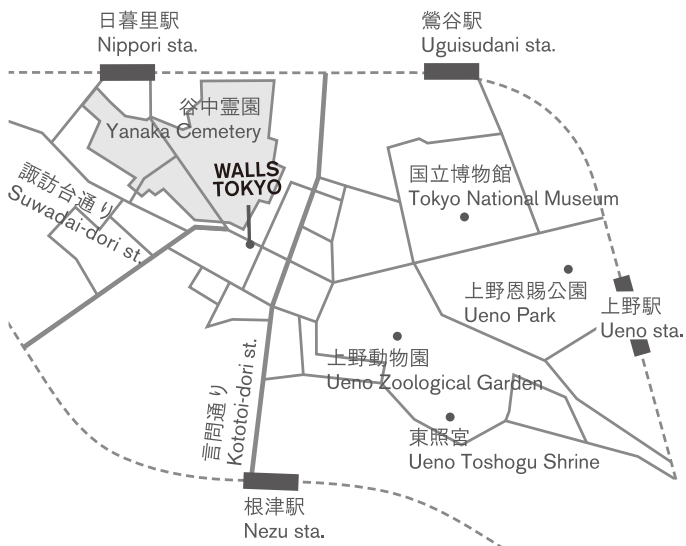 日暮里駅
Nippori sta.
鶯谷駅
Uguisudani sta.
谷中霊園
Yanaka Cemetery
WALLS
TOKYO
諏訪台通り
Suwadai-dori st.
国立博物館
Tokyo National Museum
上野恩賜公園
Ueno Park
上野駅
Ueno sta.
上野動物園
Ueno Zoological Garden
言問通り
Kototoi-dori st.
東照宮
Ueno Toshogu Shrine
根津駅
Nezu sta.